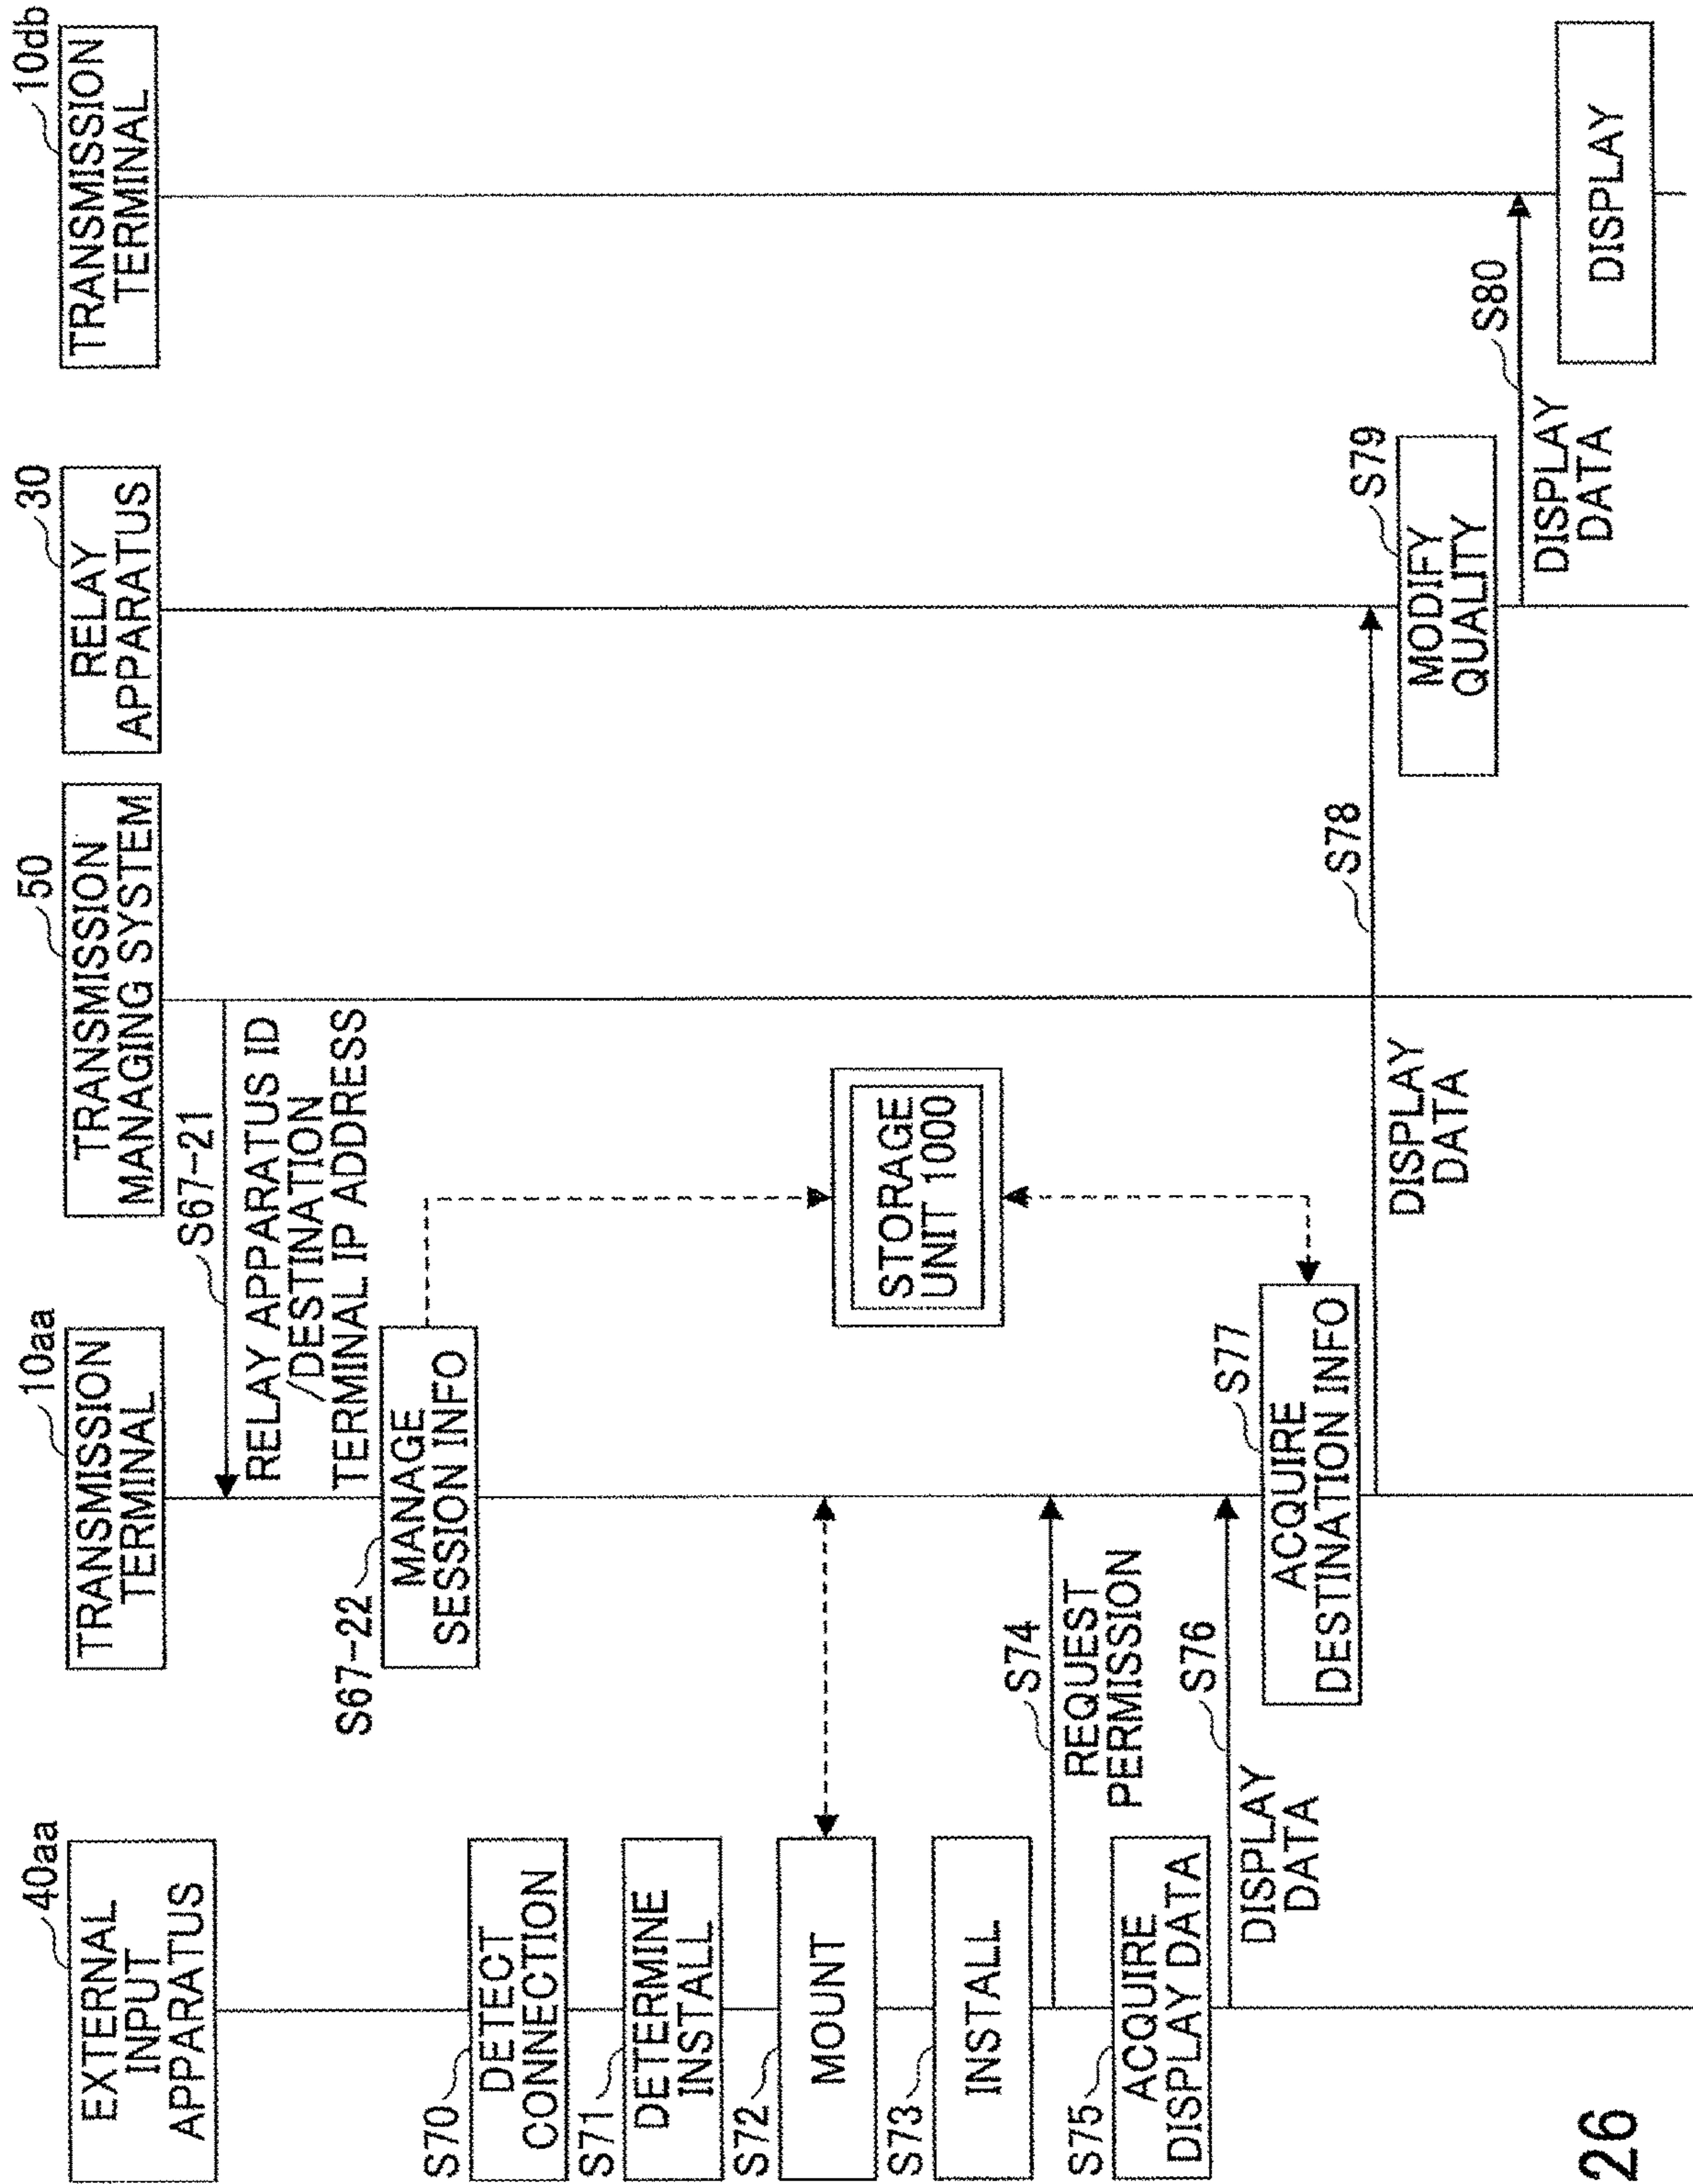 40aa
EXTERNAL
INPUT
APPARATUS
10aa
TRANSMISSION
TERMINAL
50
TRANSMISSION
MANAGING SYSTEM
30
RELAY
APPARATUS
10db
TRANSMISSION
TERMINAL
S67-21
RELAY APPARATUS ID
/DESTINATION
TERMINAL IP ADDRESS
S67-22
MANAGE
SESSION INFO
S70
DETECT
CONNECTION
S71
DETERMINE
INSTALL
S72
MOUNT
STORAGE
UNIT 1000
S73
INSTALL
S74
REQUEST
PERMISSION
S75
ACQUIRE
DISPLAY DATA
S76
DISPLAY
DATA
S77
ACQUIRE
DESTINATION INFO
S78
DISPLAY
DATA
S79
MODIFY
QUALITY
S80
DISPLAY
DATA
DISPLAY
26